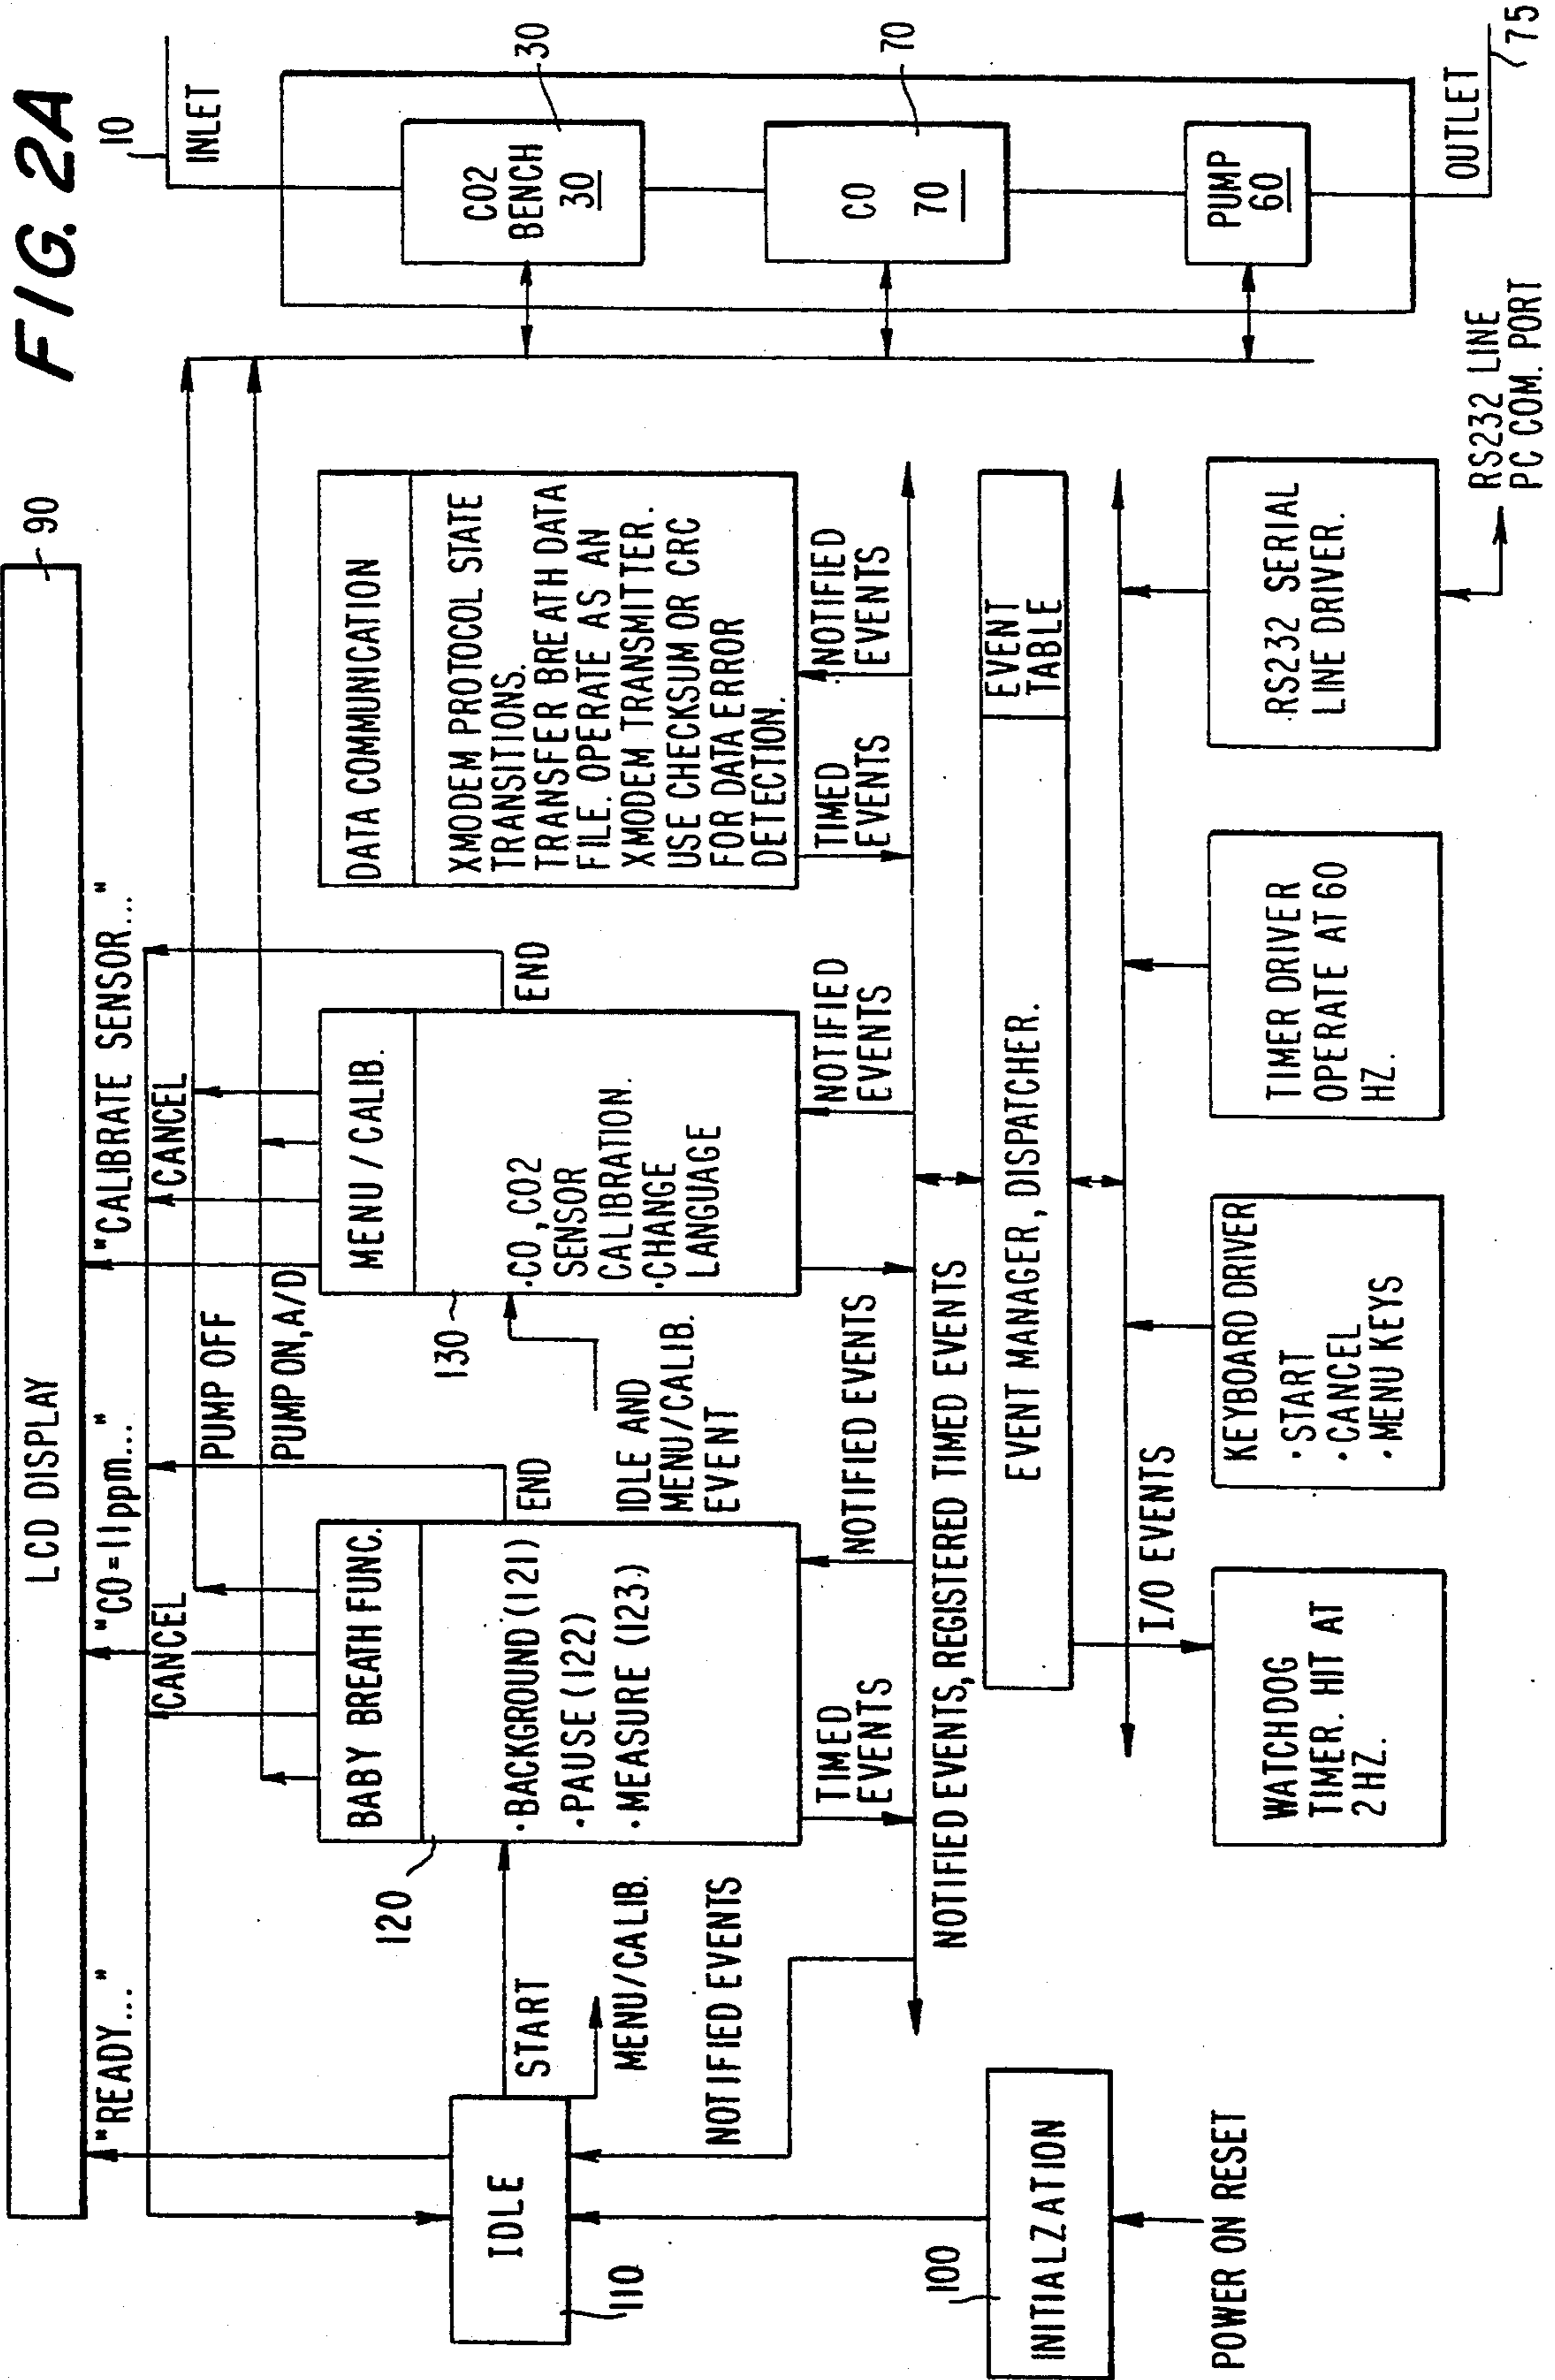 FIG. 2A
LCD DISPLAY
90
"READY..."
"CO=11ppm..."
"CALIBRATE SENSOR..."
CANCEL
CANCEL
PUMP OFF
PUMP ON, A/D
10
INLET
CO2
BENCH
30
30
CO
70
70
PUMP
60
OUTLET
75
IDLE
110
START
MENU/CALIB.
NOTIFIED EVENTS
120
BABY BREATH FUNC.
•BACKGROUND (121)
•PAUSE (122)
•MEASURE (123)
END
TIMED
EVENTS
NOTIFIED EVENTS
IDLE AND
MENU/CALIB.
EVENT
130
MENU / CALIB.
•CO, CO2
SENSOR
CALIBRATION.
•CHANGE
LANGUAGE
END
NOTIFIED
EVENTS
DATA COMMUNICATION
XMODEM PROTOCOL STATE
TRANSITIONS.
TRANSFER BREATH DATA
FILE. OPERATE AS AN
XMODEM TRANSMITTER.
USE CHECKSUM OR CRC
FOR DATA ERROR
DETECTION.
TIMED
EVENTS
NOTIFIED
EVENTS
NOTIFIED EVENTS, REGISTERED TIMED EVENTS
100
INITIALZATION
POWER ON RESET
EVENT MANAGER, DISPATCHER.
EVENT
TABLE
I/O EVENTS
WATCHDOG
TIMER. HIT AT
2 HZ.
KEYBOARD DRIVER
•START
•CANCEL
•MENU KEYS
TIMER DRIVER
OPERATE AT 60
HZ.
RS232 SERIAL
LINE DRIVER.
RS232 LINE
PC COM. PORT